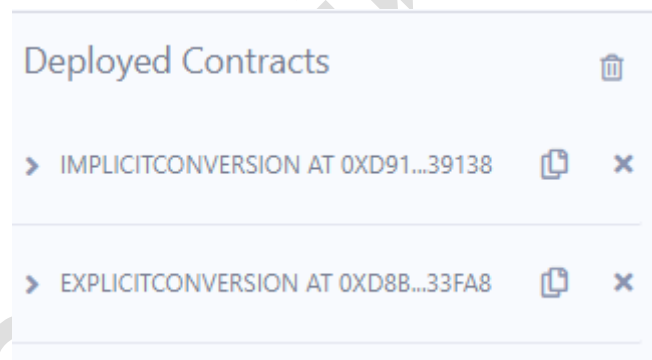 Deployed Contracts
IMPLICITCONVERSION AT 0XD91...39138
EXPLICITCONVERSION AT 0XD8B...33FA8